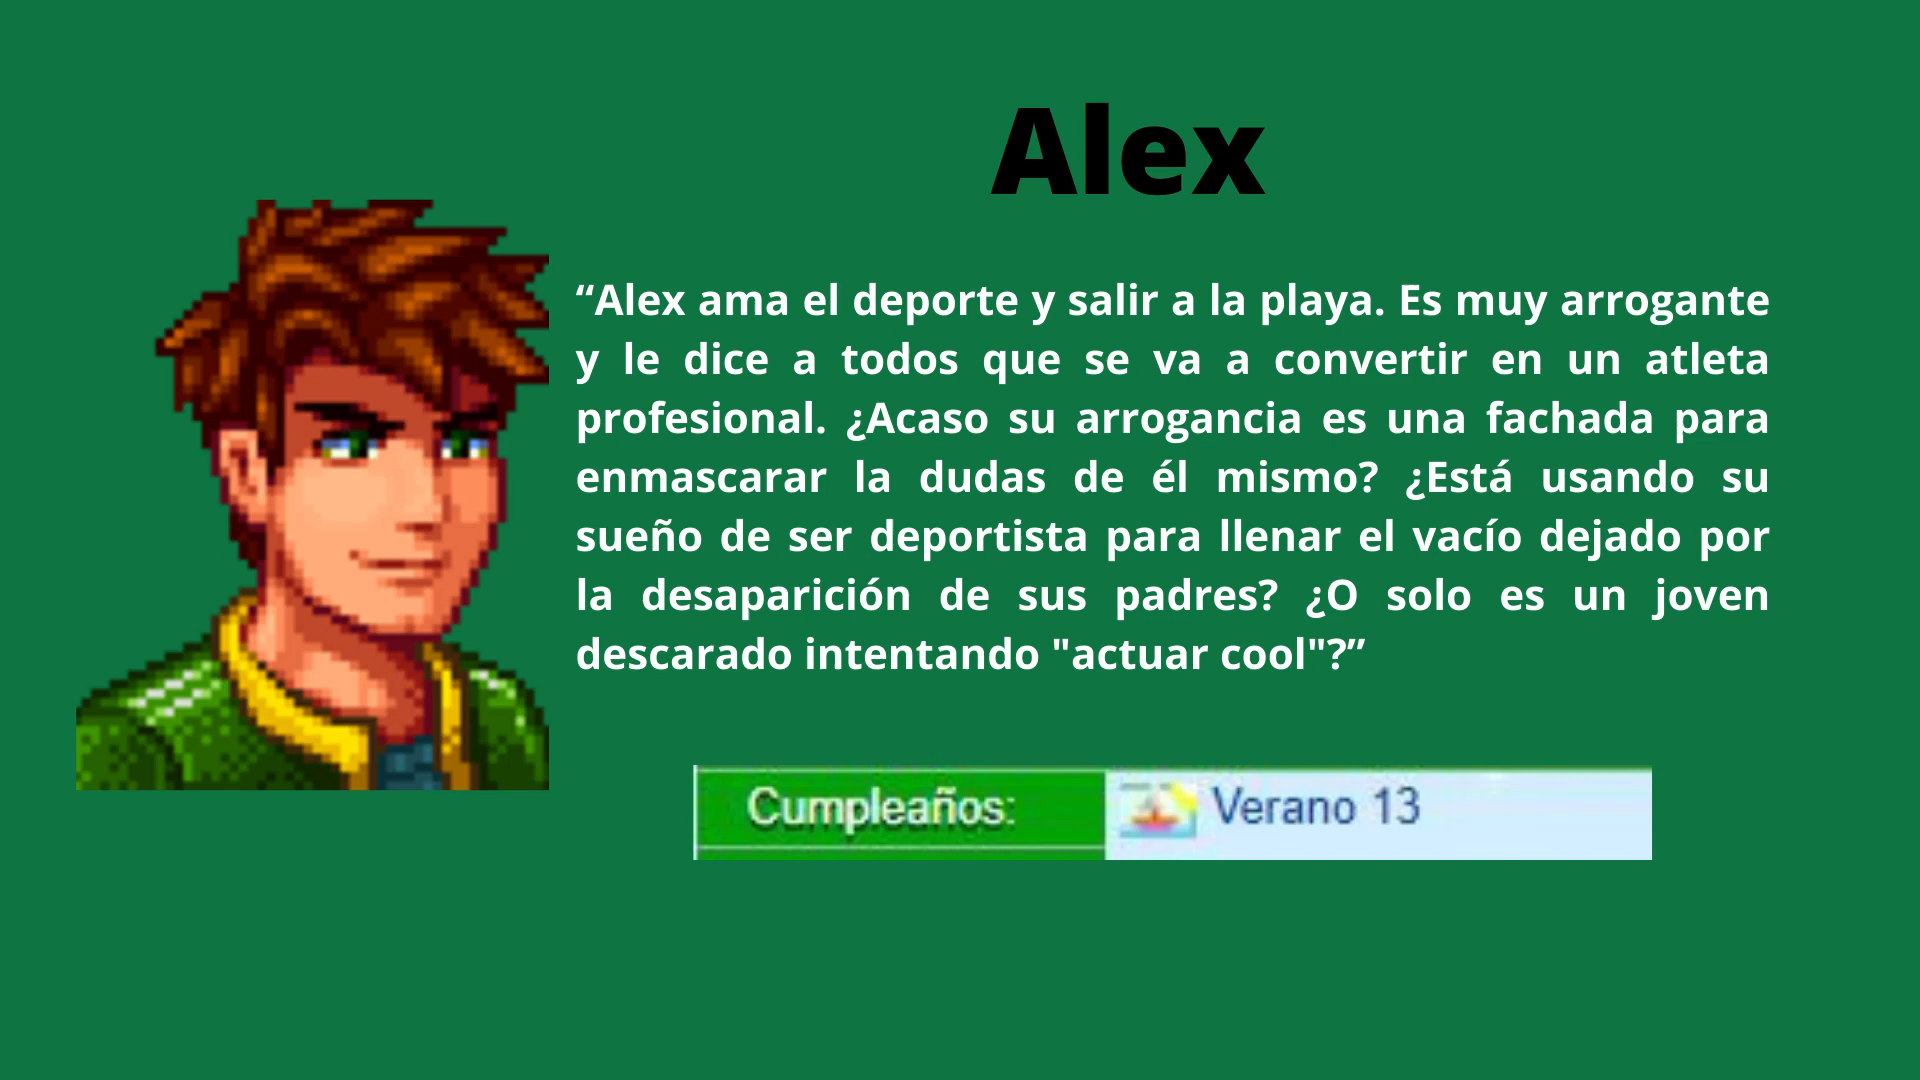 Alex
“Alex ama el deporte y salir a la playa. Es muy arrogante
y le dice a todos que se va a convertir en un atleta
profesional. ¿Acaso su arrogancia es una fachada para
enmascarar la dudas de él mismo? ¿Está usando su
sueño de ser deportista para llenar el vacío dejado por
la desaparición de sus padres? ¿O solo es un joven
descarado intentando "actuar cool"?”
Cumpleaños: Verano 13